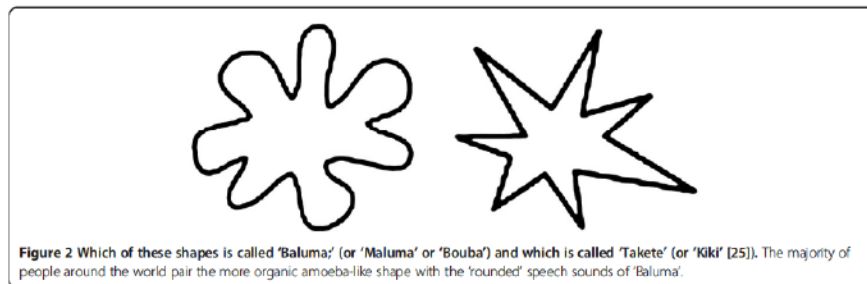 Figure 2 Which of these shapes is called 'Baluma;' (or 'Maluma' or 'Bouba') and which is called 'Takete' (or 'Kiki' [25]). The majority of
people around the world pair the more organic amoeba-like shape with the 'rounded' speech sounds of 'Baluma'.